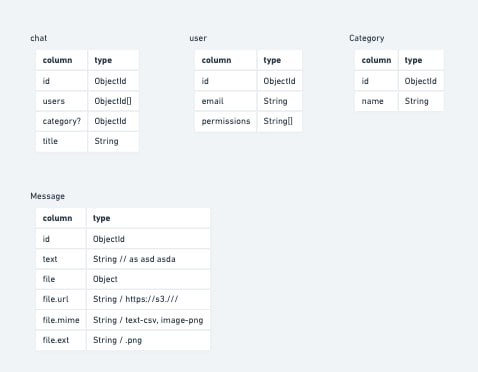 chat
column type
id ObjectId
users ObjectId[]
category? ObjectId
title String
user
column type
id ObjectId
email String
permissions String[]
Category
column type
id ObjectId
name String
Message
column type
id ObjectId
text String // as asd asda
file Object
file.url String / https://s3.///
file.mime String / text-csv, image-png
file.ext String / .png